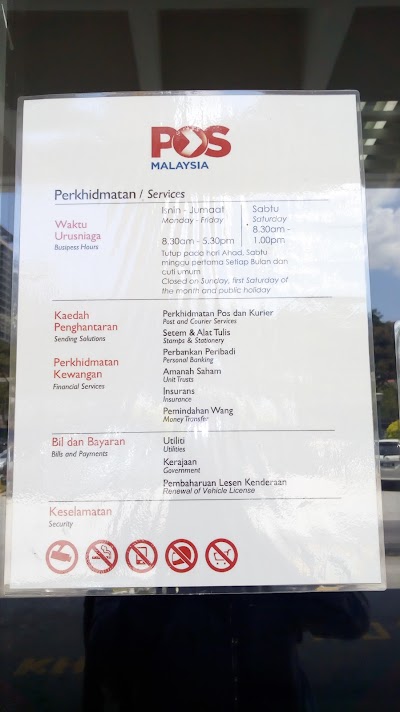 POS
MALAYSIA
Perkhidmatan / Services
Waktu
Urusniaga
Business Hours
Isnin - Jumaat
Monday - Friday
8.30am - 5.30pm
Sabtu
Saturday
8.30am -
1.00pm
Tutup pada hari Ahad, Sabtu
minggu pertama Setiap Bulan dan
cuti umum
Closed on Sunday, first Saturday of
the month and public holiday
Kaedah
Penghantaran
Sending Solutions
Perkhidmatan Pos dan Kurier
Post and Courier Services
Setem & Alat Tulis
Stamps & Stationery
Perkhidmatan
Kewangan
Financial Services
Perbankan Peribadi
Personal Banking
Amanah Saham
Unit Trusts
Insurans
Insurance
Pemindahan Wang
Money Transfer
Bil dan Bayaran
Bills and Payments
Utiliti
Utilities
Kerajaan
Government
Pembaharuan Lesen Kenderaan
Renewal of Vehicle License
Keselamatan
Security